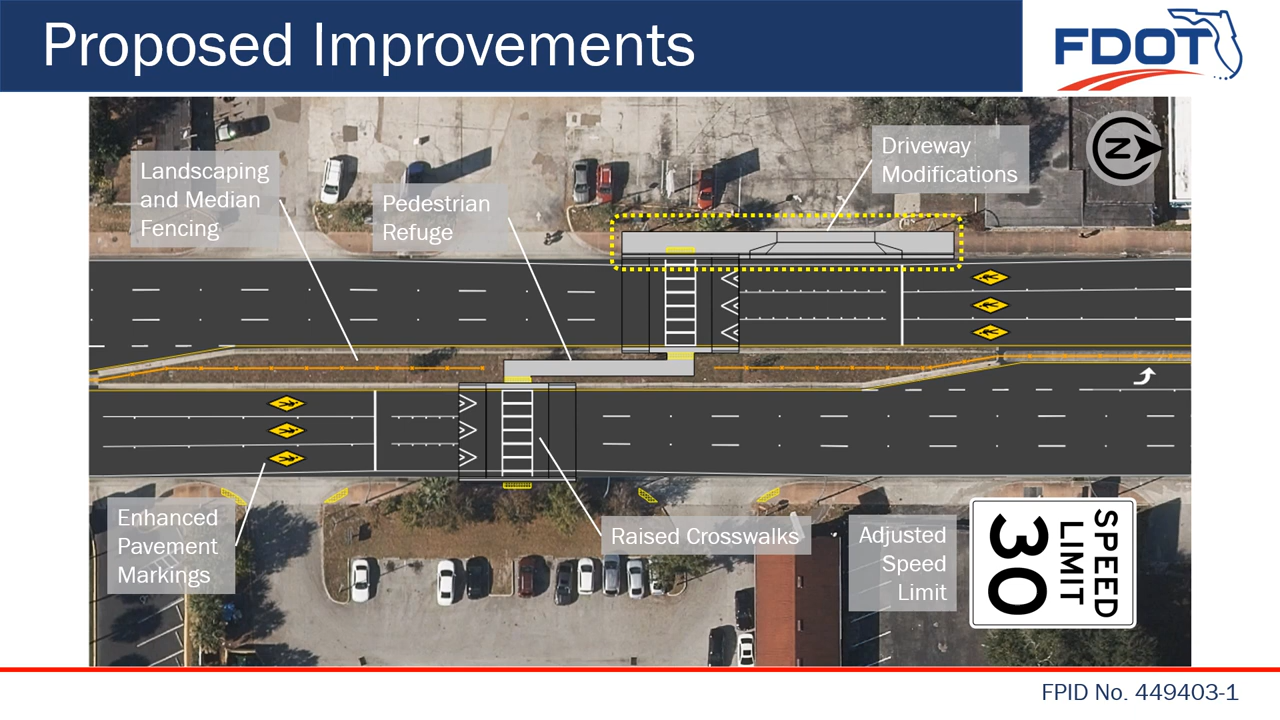 Proposed Improvements
FDOT
Landscaping
and Median
Fencing
Pedestrian
Refuge
Driveway
Modifications
N
Enhanced
Pavement
Markings
Raised Crosswalks
Adjusted
Speed
Limit
SPEED
LIMIT
30
FPID No. 449403-1